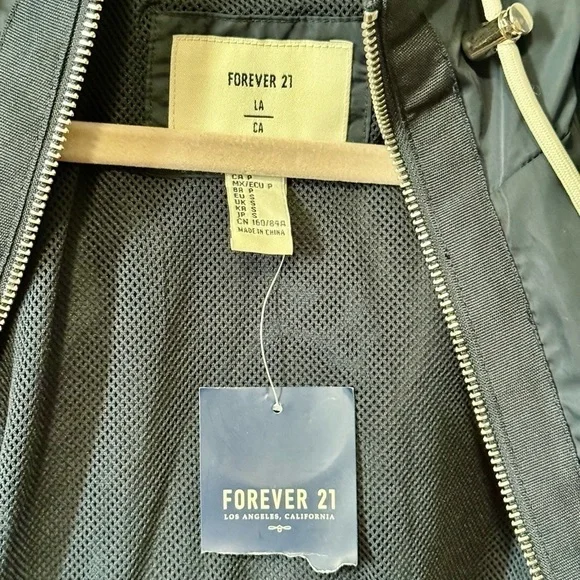 FOREVER 21
LA
CA
CA P
MX/ECU P
BR P
EU S
UK S
KR S
JP S
CN 160/84A
MADE IN CHINA
FOREVER 21
LOS ANGELES, CALIFORNIA